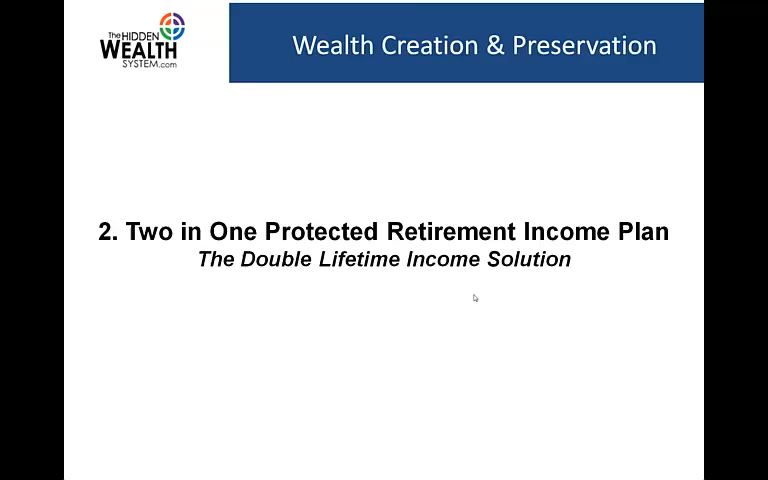 The HIDDEN
WEALTH
SYSTEM.com
Wealth Creation & Preservation
2. Two in One Protected Retirement Income Plan
The Double Lifetime Income Solution